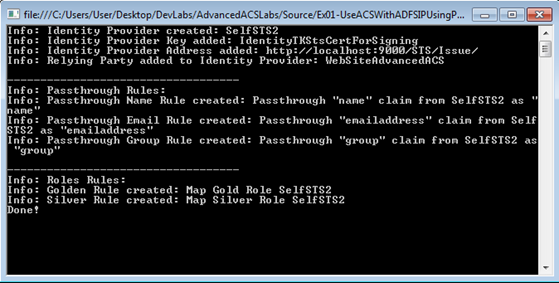 file:///C:/Users/User/Desktop/DevLabs/AdvancedACSLabs/Source/Ex01-UseACSWithADFSIPUsingP...
Info: Identity Provider created: SelfSTS2
Info: Identity Provider Key added: IdentityTKStsCertForSigning
Info: Identity Provider Address added: http://localhost:9000/STS/Issue/
Info: Relying Party added to Identity Provider: WebSiteAdvancedACS
-----------------------------------
Info: Passthrough Rules:
Info: Passthrough Name Rule created: Passthrough "name" claim from SelfSTS2 as "
name"
Info: Passthrough Email Rule created: Passthrough "emailaddress" claim from Self
STS2 as "emailaddress"
Info: Passthrough Group Rule created: Passthrough "group" claim from SelfSTS2 as
"group"
-----------------------------------
Info: Roles Rules:
Info: Golden Rule created: Map Gold Role SelfSTS2
Info: Silver Rule created: Map Silver Role SelfSTS2
Done!